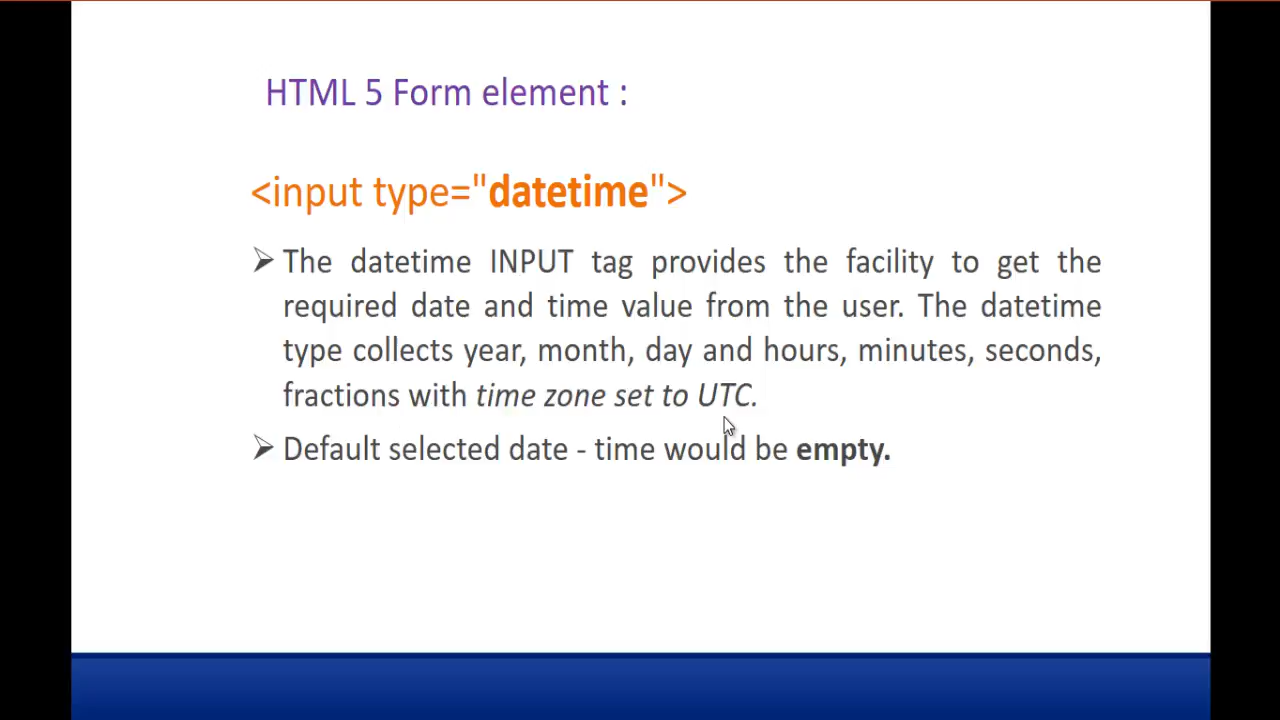 HTML 5 Form element :
<input type="datetime">
➢ The datetime INPUT tag provides the facility to get the
required date and time value from the user. The datetime
type collects year, month, day and hours, minutes, seconds,
fractions with time zone set to UTC.
➢ Default selected date - time would be empty.